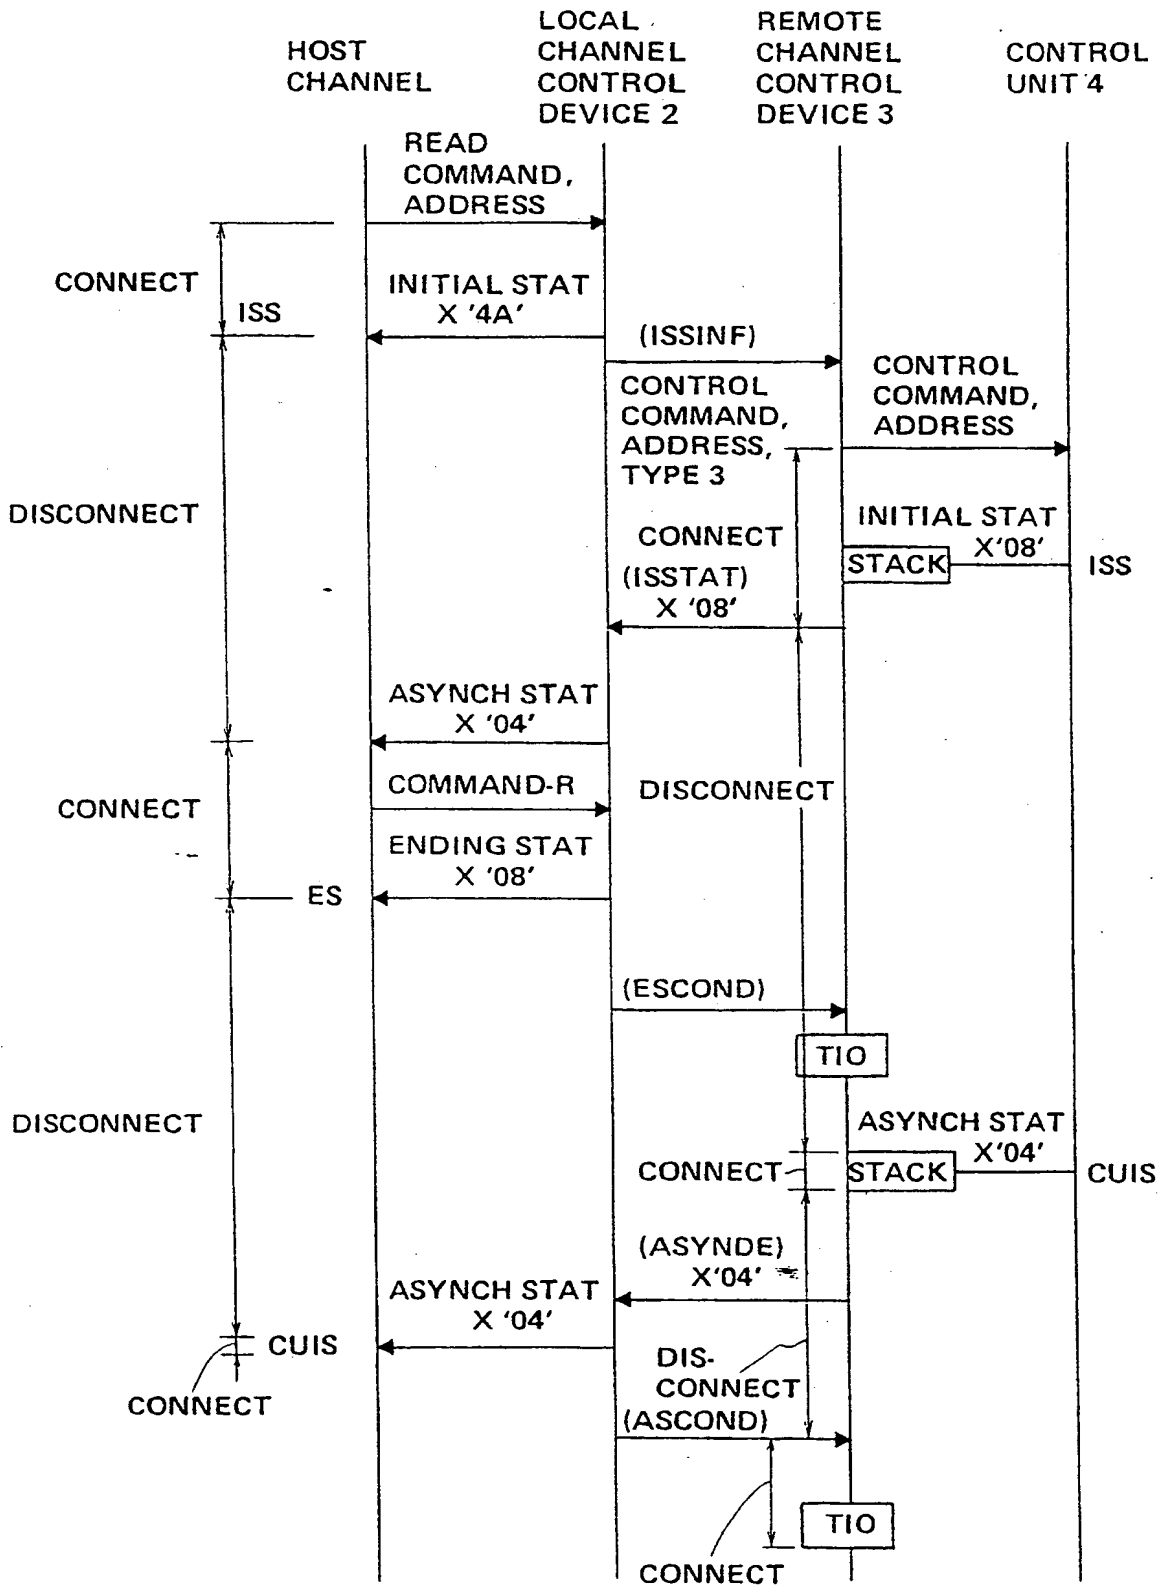 HOST
CHANNEL
LOCAL
CHANNEL
CONTROL
DEVICE 2
REMOTE
CHANNEL
CONTROL
DEVICE 3
CONTROL
UNIT 4
READ
COMMAND,
ADDRESS
CONNECT
INITIAL STAT
X '4A'
ISS
(ISSINF)
CONTROL
COMMAND,
ADDRESS,
TYPE 3
CONTROL
COMMAND,
ADDRESS
DISCONNECT
INITIAL STAT
X'08'
CONNECT
STACK
ISS
(ISSTAT)
X '08'
ASYNCH STAT
X '04'
CONNECT
COMMAND-R
DISCONNECT
ENDING STAT
X '08'
ES
(ESCOND)
TIO
DISCONNECT
ASYNCH STAT
X'04'
CONNECT
STACK
CUIS
(ASYNDE)
X'04'
ASYNCH STAT
X '04'
CUIS
CONNECT
DIS-
CONNECT
(ASCOND)
TIO
CONNECT